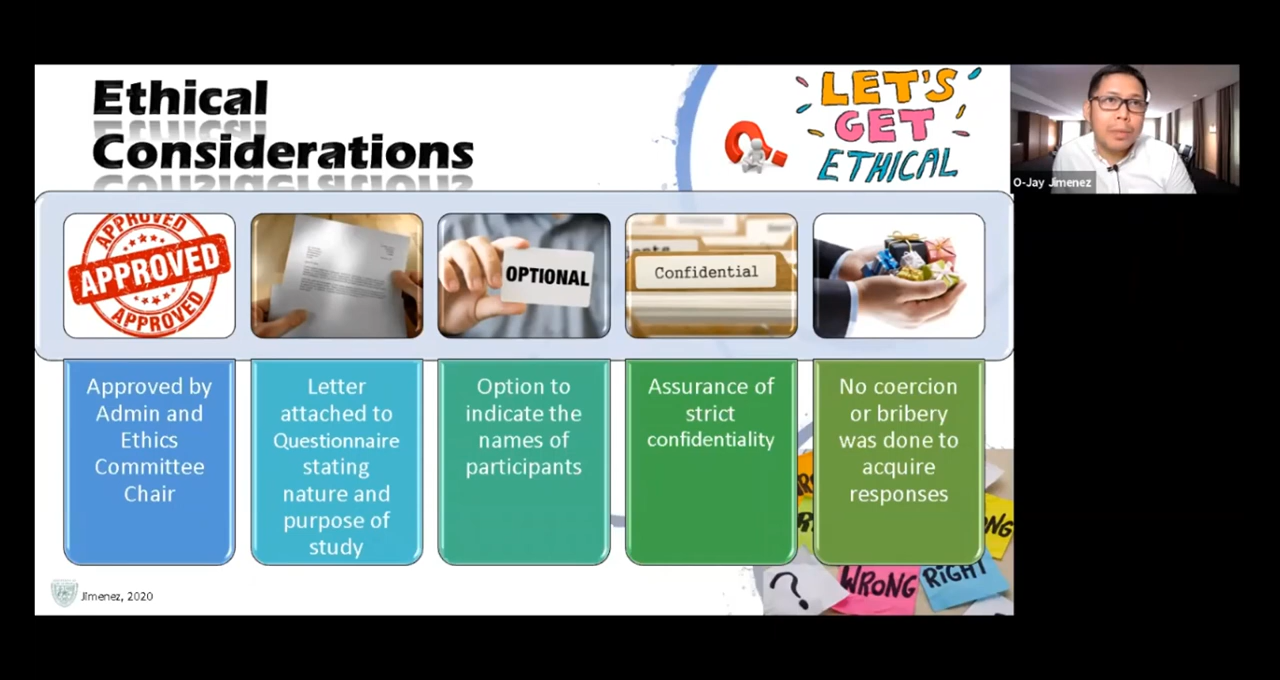 Ethical
Considerations
LET'S
GET
ETHICAL
O-Jay Jimenez
APPROVED
APPROVED
APPROVED
OPTIONAL
Confidential
Approved by
Admin and
Ethics
Committee
Chair
Letter
attached to
Questionnaire
stating
nature and
purpose of
study
Option to
indicate the
names of
participants
Assurance of
strict
confidentiality
No coercion
or bribery
was done to
acquire
responses
?
WRONG
RIGHT
Jimenez, 2020